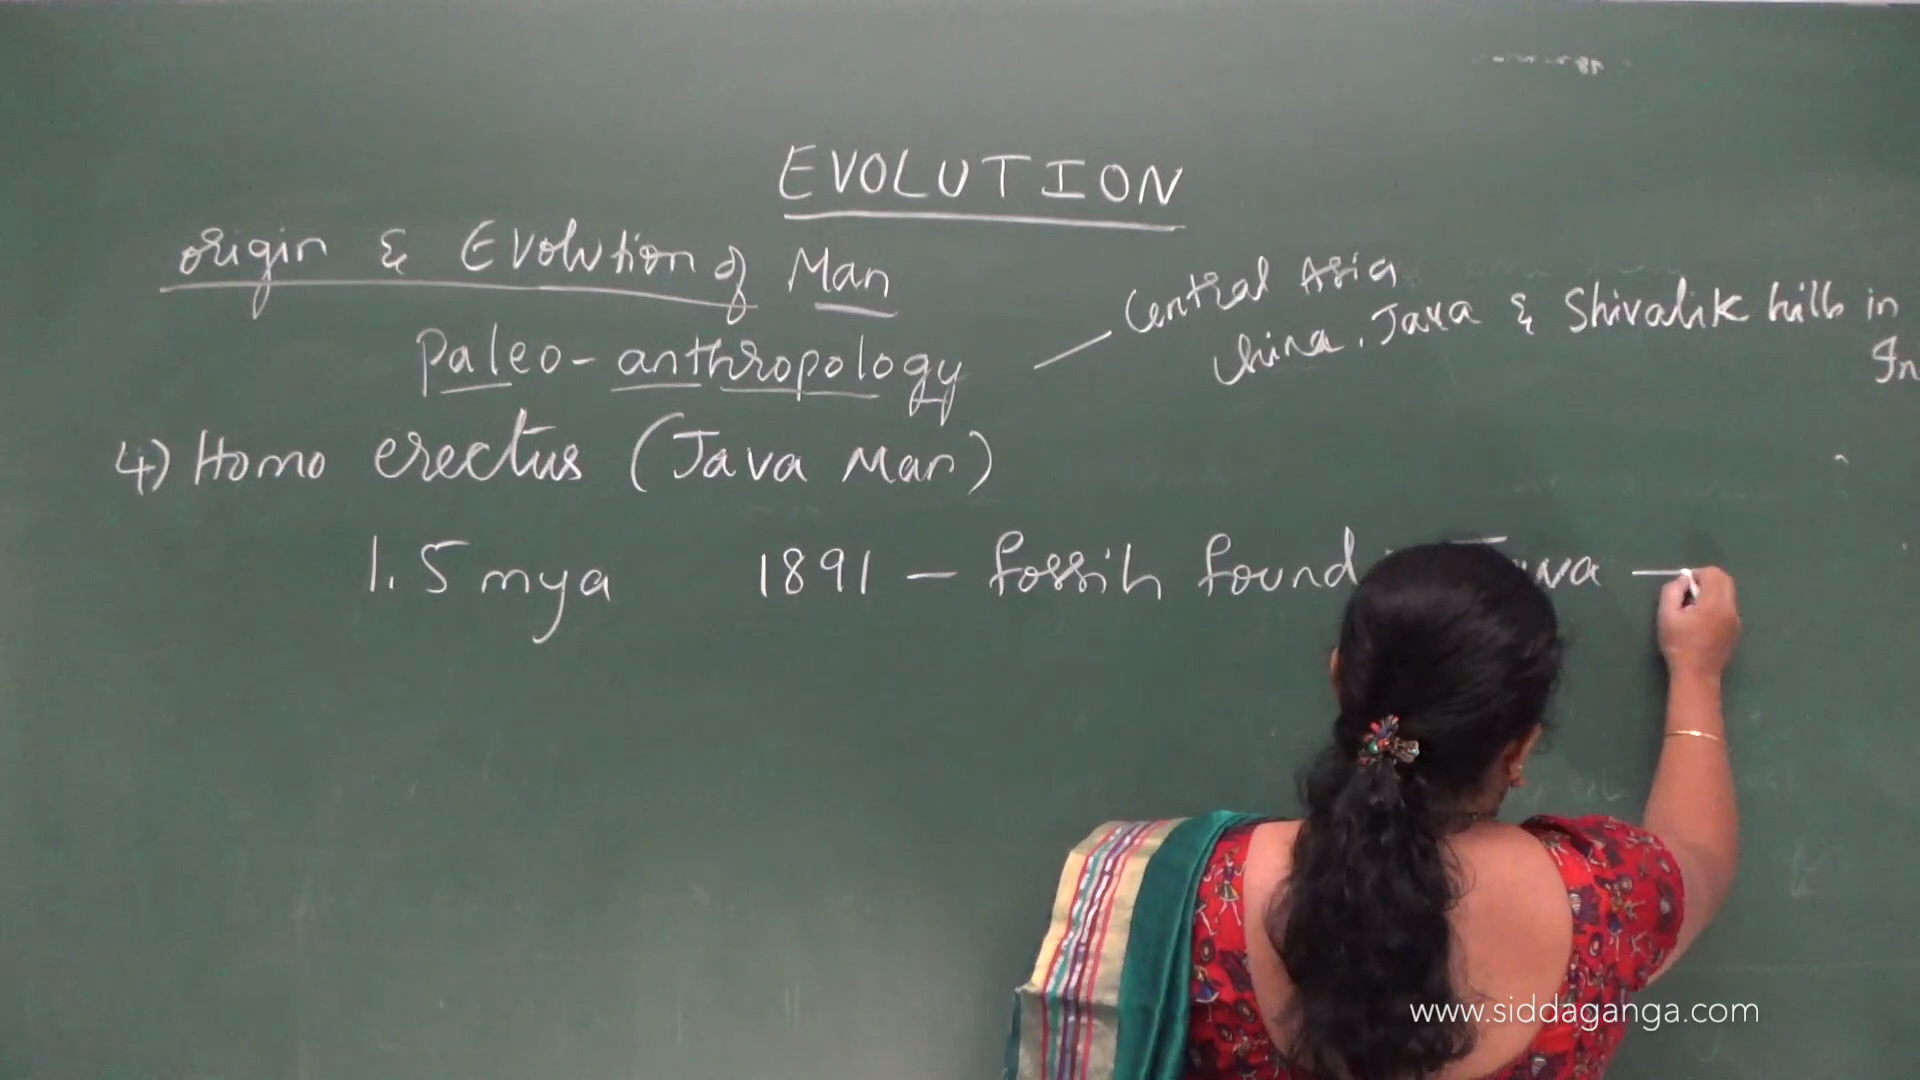 EVOLUTION
origin & Evolution of Man
Paleo-anthropology
Central Asia
China, Java & Shivalik hills in
4) Homo erectus (Java Man)
1.5 mya 1891 – fossils found
www.siddaganga.com